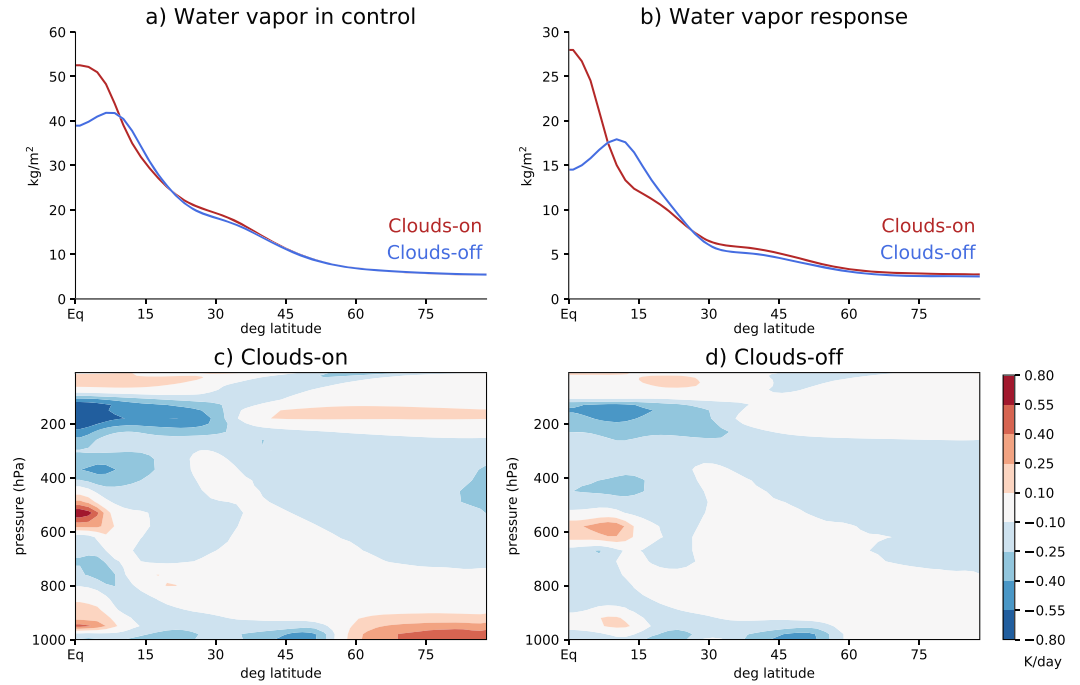 a) Water vapor in control
60
50
40
30
20
10
0
kg/m²
Clouds-on
Clouds-off
Eq 15 30 45 60 75
deg latitude
b) Water vapor response
30
25
20
15
10
5
0
kg/m²
Clouds-on
Clouds-off
Eq 15 30 45 60 75
deg latitude
c) Clouds-on
200
400
600
800
1000
pressure (hPa)
Eq 15 30 45 60 75
deg latitude
d) Clouds-off
200
400
600
800
1000
pressure (hPa)
Eq 15 30 45 60 75
deg latitude
0.80
0.55
0.40
0.25
0.10
−0.10
−0.25
−0.40
−0.55
−0.80
K/day